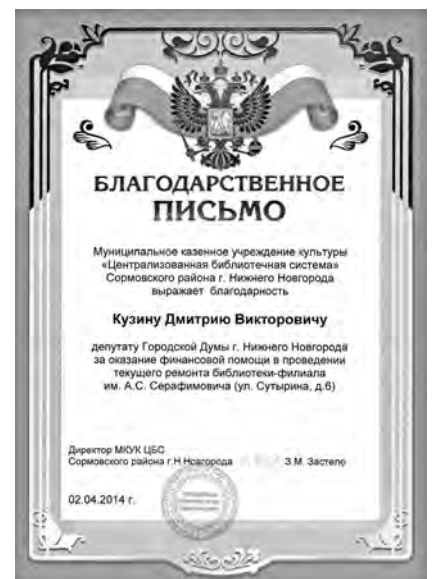 БЛАГОДАРСТВЕННОЕ
ПИСЬМО
Муниципальное казенное учреждение культуры
«Централизованная библиотечная система»
Сормовского района г. Нижнего Новгорода
выражает благодарность
Кузину Дмитрию Викторовичу
депутату Городской Думы г. Нижнего Новгорода
за оказание финансовой помощи в проведении
текущего ремонта библиотеки-филиала
им. А.С. Серафимовича (ул. Сутырина, д.6)
Директор МКУК ЦБС
Сормовского района г.Н.Новгорода З.М. Застело
02.04.2014 г.